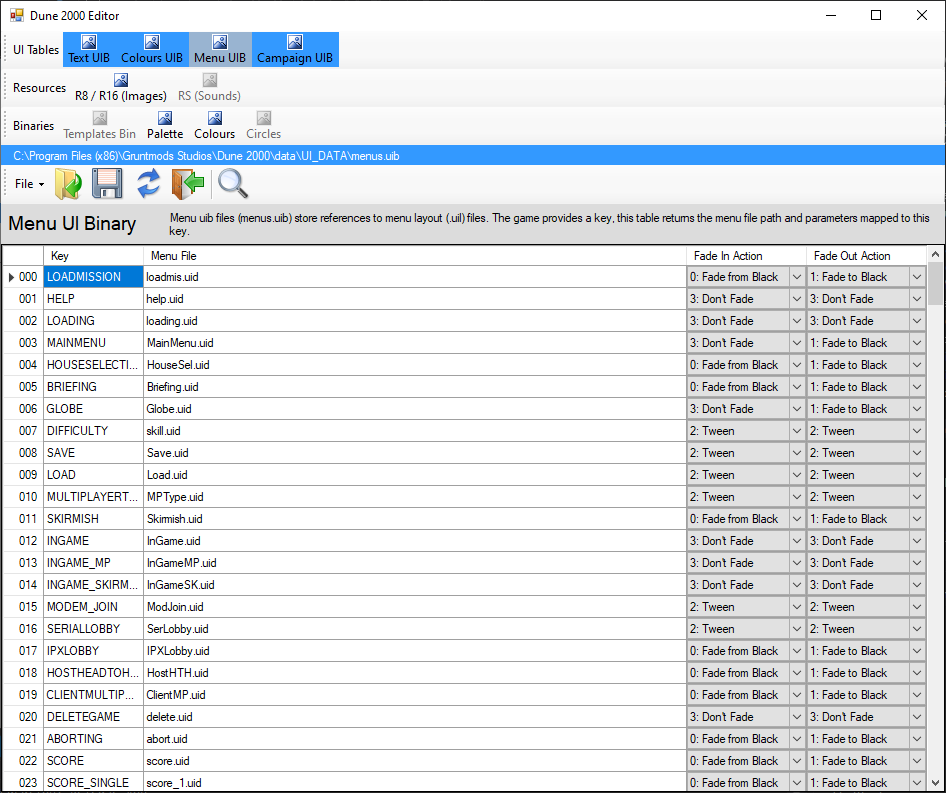 Dune 2000 Editor
UI Tables Text UIB Colours UIB Menu UIB Campaign UIB
Resources R8 / R16 (Images) RS (Sounds)
Binaries Templates Bin Palette Colours Circles
C:\Program Files (x86)\Gruntmods Studios\Dune 2000\data\UI_DATA\menus.uib
File
Menu UI Binary
Menu uib files (menus.uib) store references to menu layout (.uil) files. The game provides a key, this table returns the menu file path and parameters mapped to this
key.
Key Menu File Fade In Action Fade Out Action
000 LOADMISSION loadmis.uid 0: Fade from Black 1: Fade to Black
001 HELP help.uid 3: Don't Fade 3: Don't Fade
002 LOADING loading.uid 3: Don't Fade 3: Don't Fade
003 MAINMENU MainMenu.uid 3: Don't Fade 1: Fade to Black
004 HOUSESELECTI... HouseSel.uid 0: Fade from Black 1: Fade to Black
005 BRIEFING Briefing.uid 0: Fade from Black 1: Fade to Black
006 GLOBE Globe.uid 3: Don't Fade 1: Fade to Black
007 DIFFICULTY skill.uid 2: Tween 2: Tween
008 SAVE Save.uid 2: Tween 2: Tween
009 LOAD Load.uid 2: Tween 2: Tween
010 MULTIPLAYERT... MPType.uid 2: Tween 2: Tween
011 SKIRMISH Skirmish.uid 0: Fade from Black 1: Fade to Black
012 INGAME InGame.uid 3: Don't Fade 3: Don't Fade
013 INGAME_MP InGameMP.uid 3: Don't Fade 3: Don't Fade
014 INGAME_SKIRM... InGameSK.uid 3: Don't Fade 3: Don't Fade
015 MODEM_JOIN ModJoin.uid 2: Tween 2: Tween
016 SERIALLOBBY SerLobby.uid 2: Tween 2: Tween
017 IPXLOBBY IPXLobby.uid 0: Fade from Black 1: Fade to Black
018 HOSTHEADTOH... HostHTH.uid 0: Fade from Black 1: Fade to Black
019 CLIENTMULTIP... ClientMP.uid 0: Fade from Black 1: Fade to Black
020 DELETEGAME delete.uid 3: Don't Fade 3: Don't Fade
021 ABORTING abort.uid 0: Fade from Black 1: Fade to Black
022 SCORE score.uid 0: Fade from Black 1: Fade to Black
023 SCORE_SINGLE score_1.uid 0: Fade from Black 1: Fade to Black